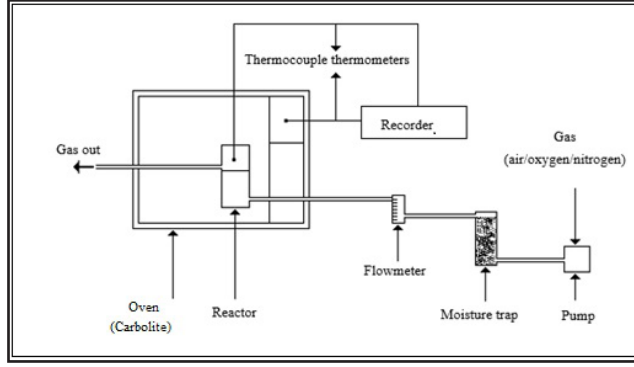 Thermocouple thermometers
Recorder
Gas
(air/oxygen/nitrogen)
Gas out
Flowmeter
Oven
(Carbolite)
Reactor
Moisture trap
Pump